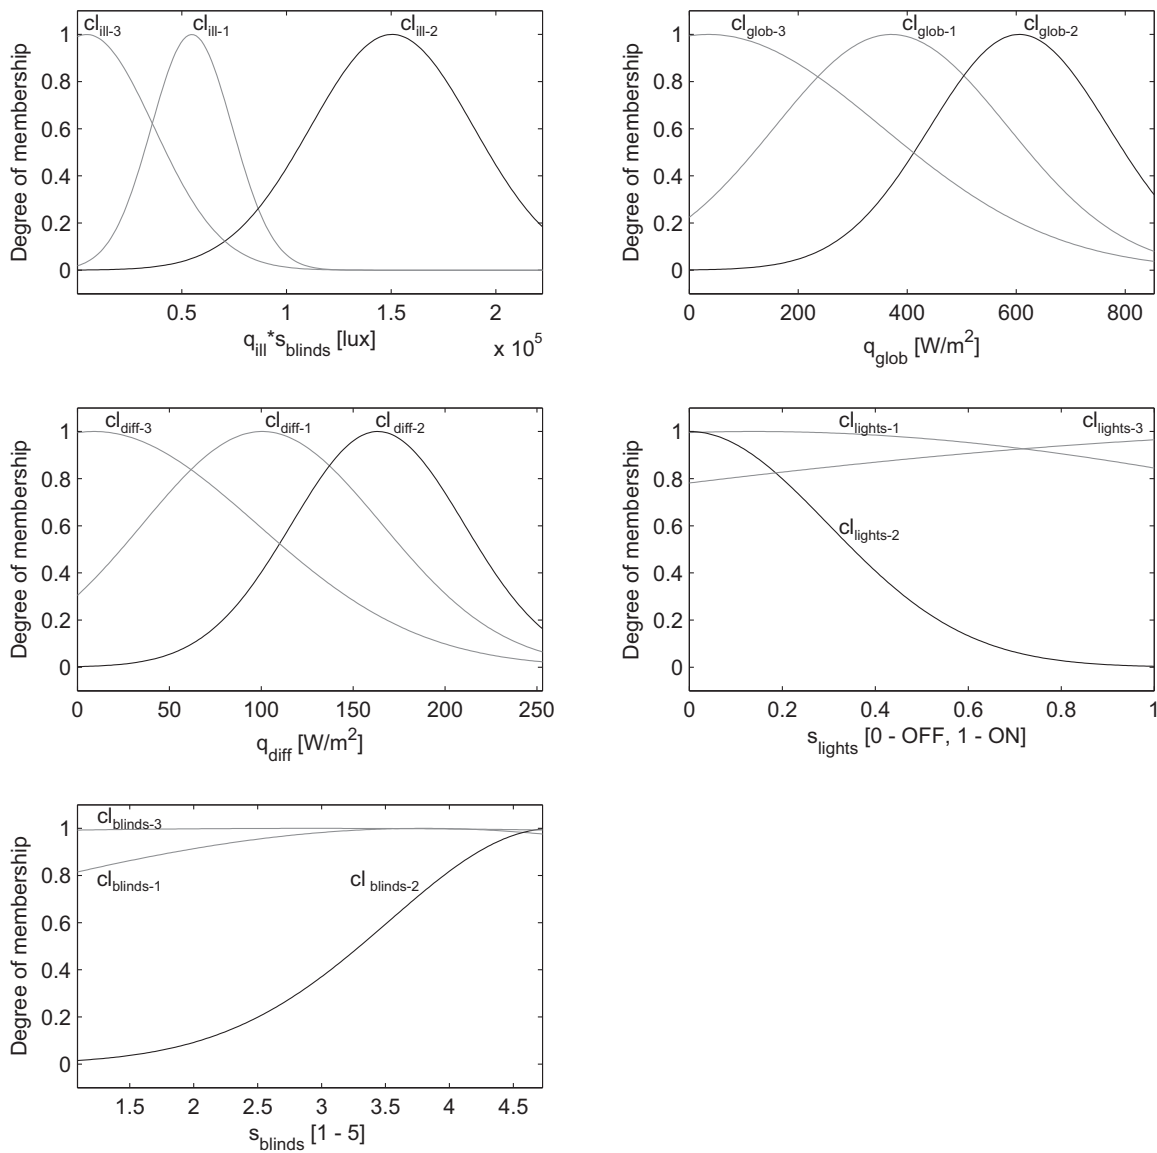 cl_ill-3 cl_ill-1 cl_ill-2
1
0.8
0.6
0.4
0.2
0
Degree of membership
0.5 1 1.5 2
x 10^5
q_ill*s_blinds [lux]
cl_glob-3 cl_glob-1 cl_glob-2
1
0.8
0.6
0.4
0.2
0
Degree of membership
0 200 400 600 800
q_glob [W/m^2]
cl_diff-3 cl_diff-1 cl_diff-2
1
0.8
0.6
0.4
0.2
0
Degree of membership
0 50 100 150 200 250
q_diff [W/m^2]
cl_lights-1 cl_lights-3
cl_lights-2
1
0.8
0.6
0.4
0.2
0
Degree of membership
0 0.2 0.4 0.6 0.8 1
s_lights [0 - OFF, 1 - ON]
cl_blinds-3
cl_blinds-1 cl_blinds-2
1
0.8
0.6
0.4
0.2
0
Degree of membership
1.5 2 2.5 3 3.5 4 4.5
s_blinds [1 - 5]